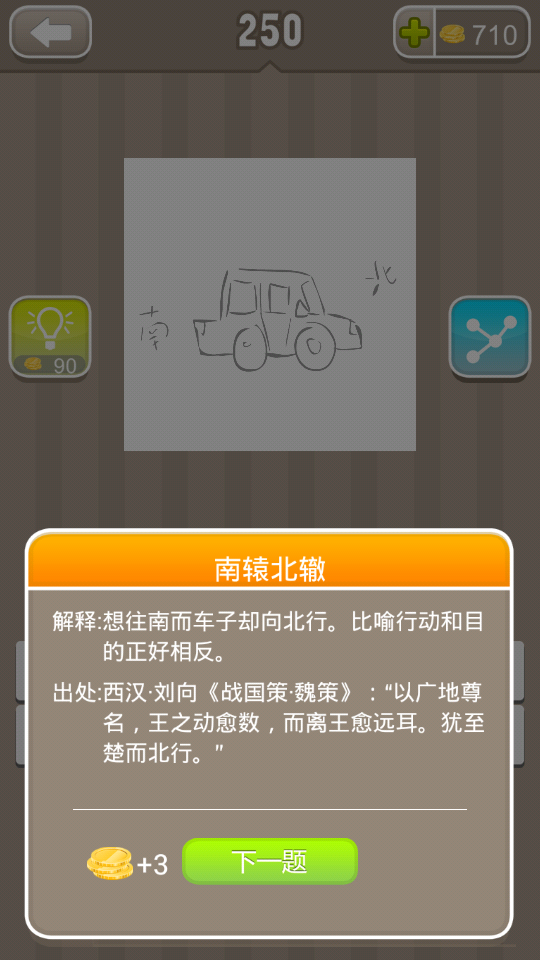 250
710
北
南
90
南辕北辙
解释:想往南而车子却向北行。比喻行动和目
的正好相反。
出处:西汉·刘向《战国策·魏策》:“以广地尊
名，王之动愈数，而离王愈远耳。犹至
楚而北行。”
+3
下一题